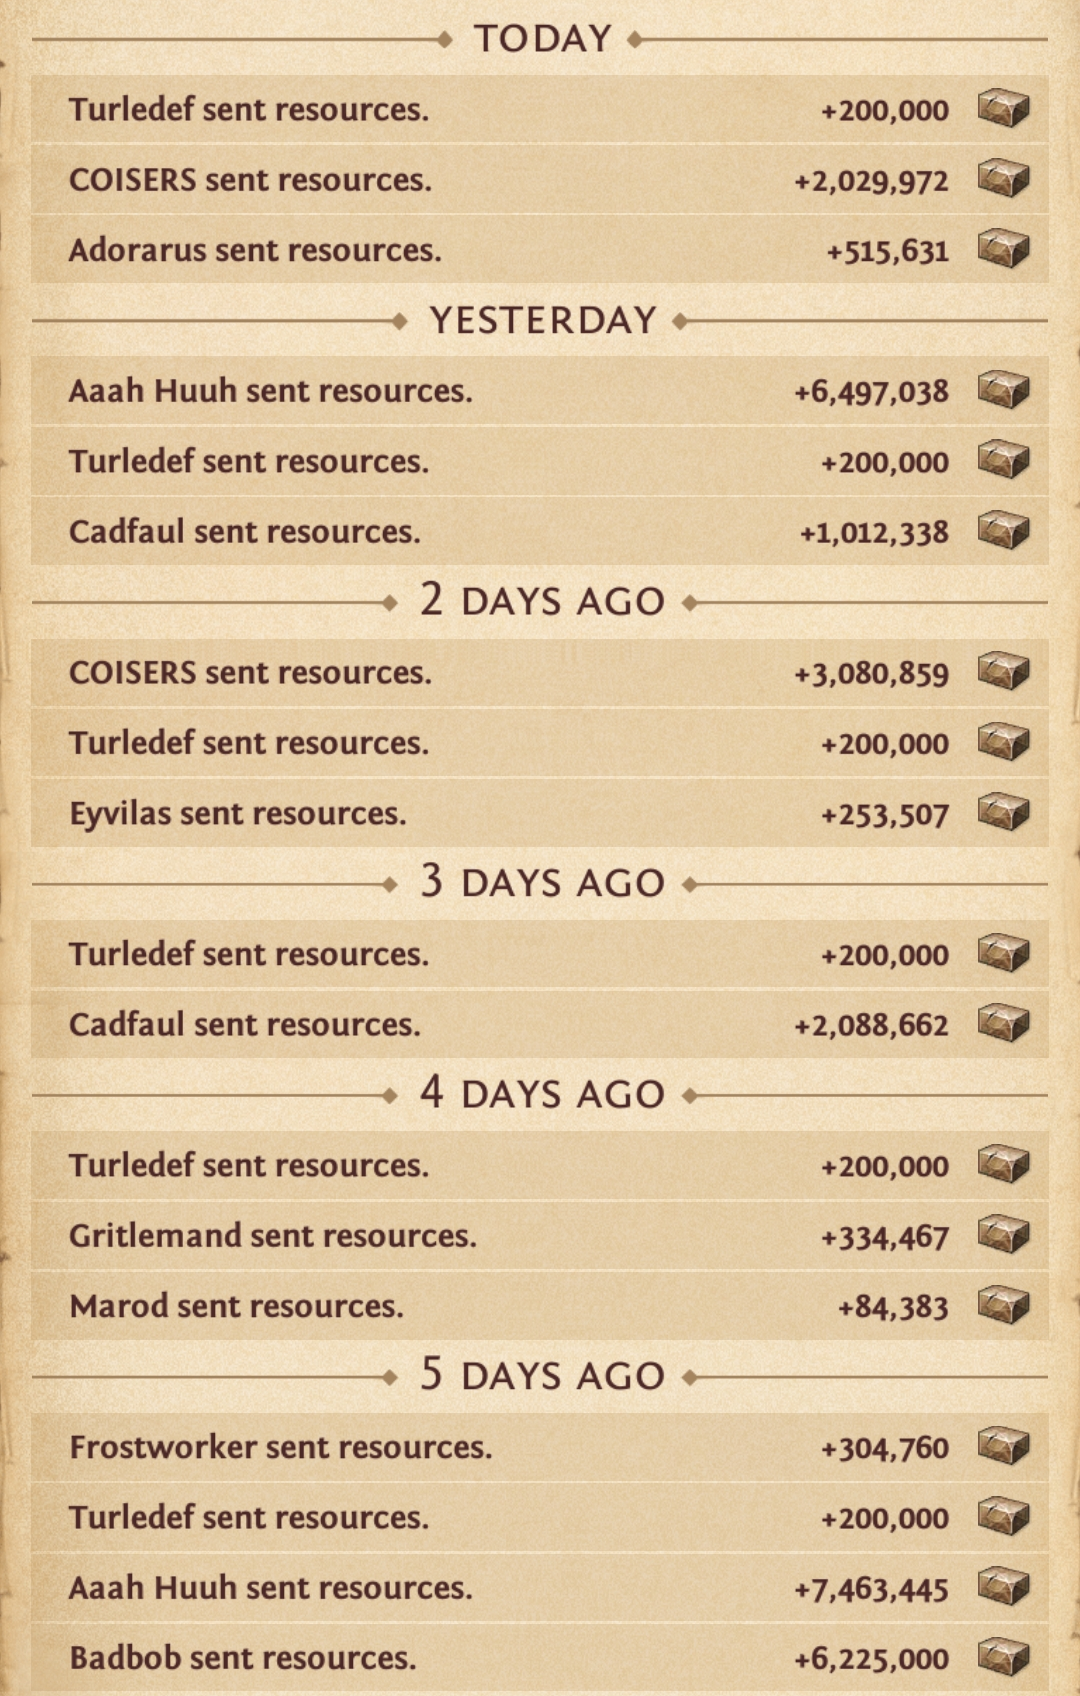 TODAY
Turledef sent resources. +200,000
COISERS sent resources. +2,029,972
Adorarus sent resources. +515,631
YESTERDAY
Aaah Huuh sent resources. +6,497,038
Turledef sent resources. +200,000
Cadfaul sent resources. +1,012,338
2 DAYS AGO
COISERS sent resources. +3,080,859
Turledef sent resources. +200,000
Eyvilas sent resources. +253,507
3 DAYS AGO
Turledef sent resources. +200,000
Cadfaul sent resources. +2,088,662
4 DAYS AGO
Turledef sent resources. +200,000
Gritlemand sent resources. +334,467
Marod sent resources. +84,383
5 DAYS AGO
Frostworker sent resources. +304,760
Turledef sent resources. +200,000
Aaah Huuh sent resources. +7,463,445
Badbob sent resources. +6,225,000